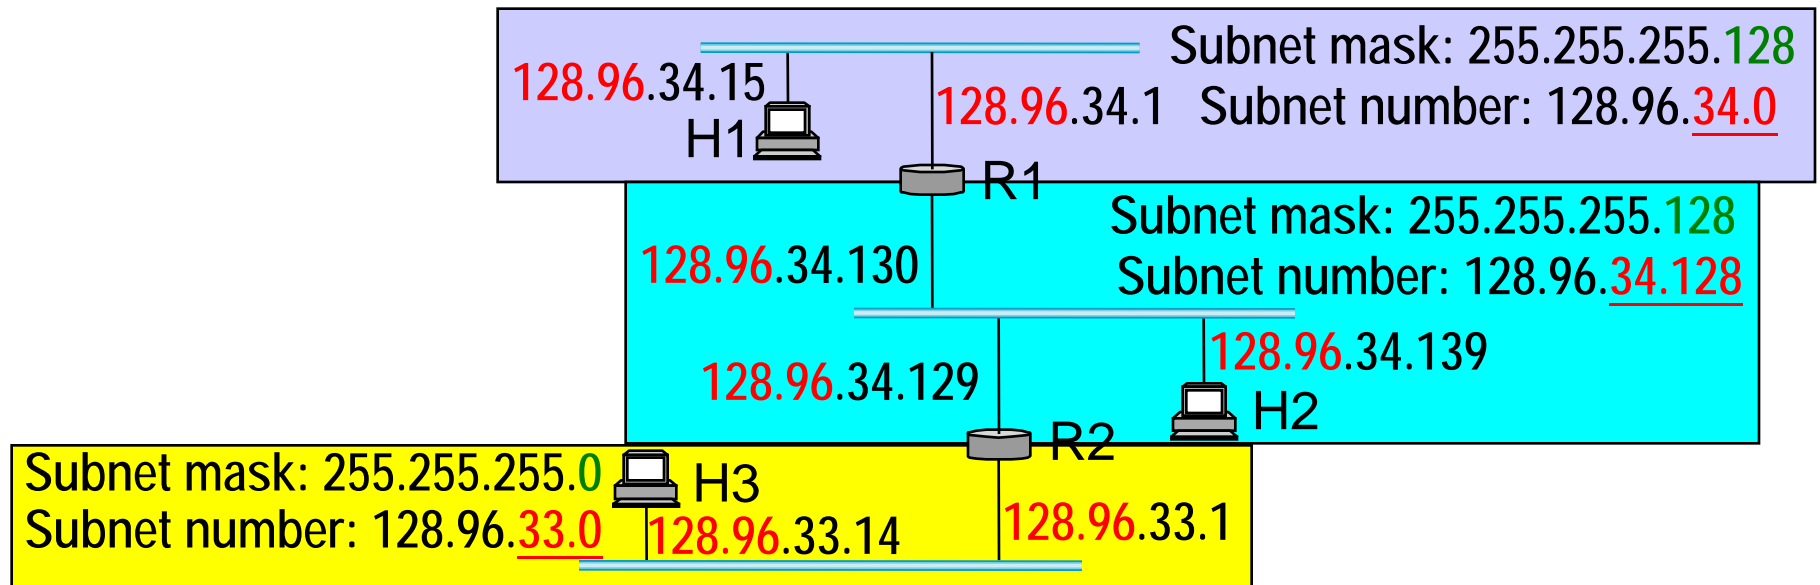 Subnet mask: 255.255.255.128
128.96.34.15
128.96.34.1
Subnet number: 128.96.34.0
H1
R1
Subnet mask: 255.255.255.128
128.96.34.130
Subnet number: 128.96.34.128
128.96.34.139
128.96.34.129
H2
R2
Subnet mask: 255.255.255.0
H3
Subnet number: 128.96.33.0
128.96.33.14
128.96.33.1